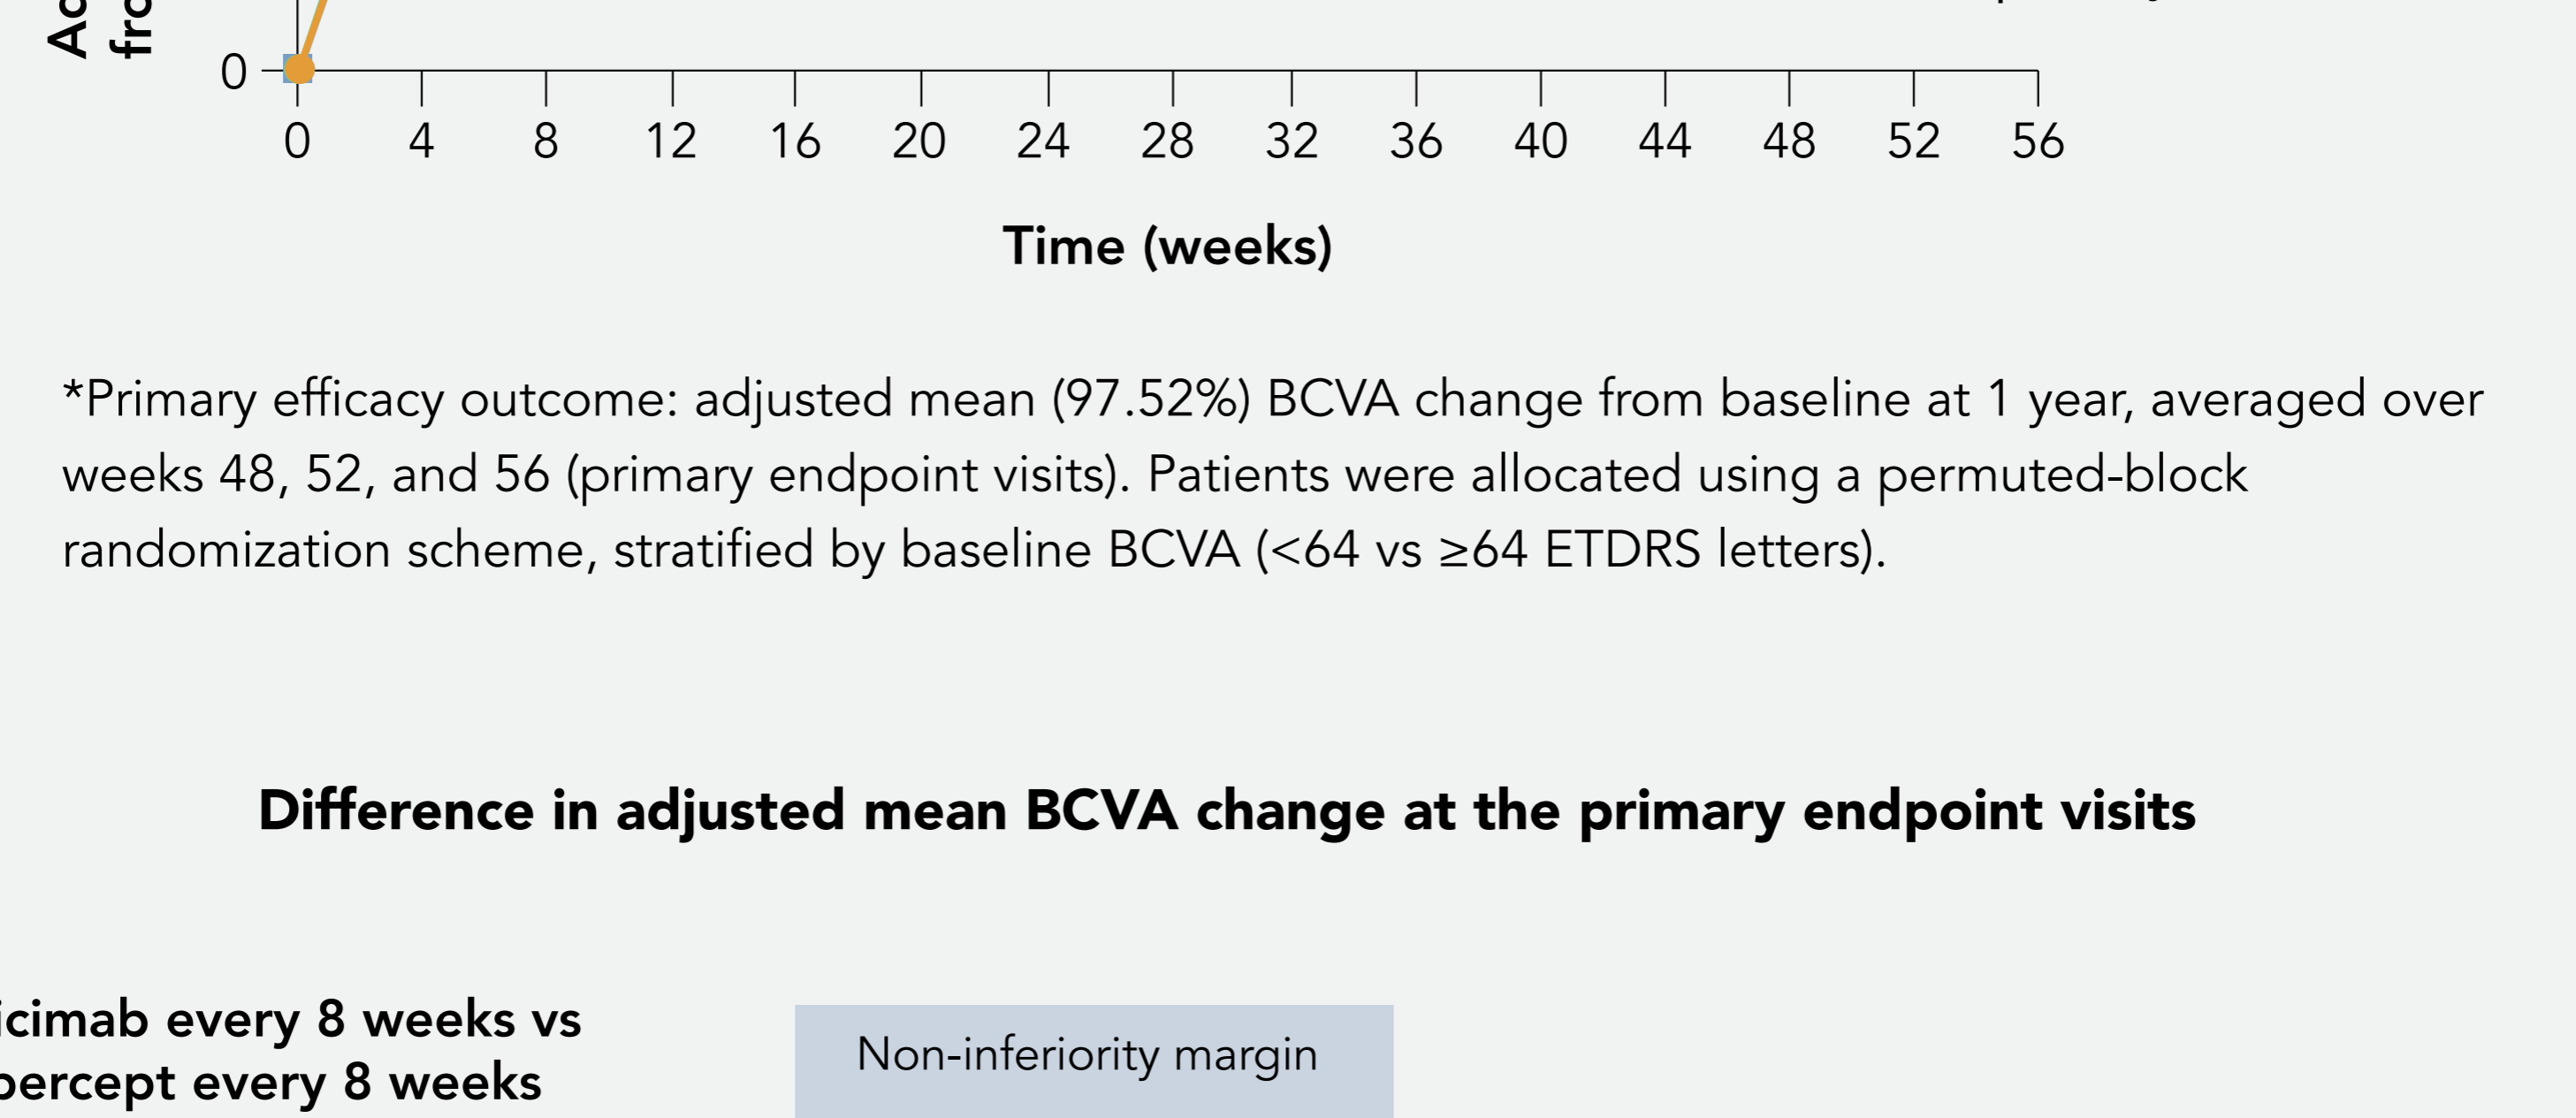 0
0 4 8 12 16 20 24 28 32 36 40 44 48 52 56
Time (weeks)
*Primary efficacy outcome: adjusted mean (97.52%) BCVA change from baseline at 1 year, averaged over
weeks 48, 52, and 56 (primary endpoint visits). Patients were allocated using a permuted-block
randomization scheme, stratified by baseline BCVA (<64 vs ≥64 ETDRS letters).
Difference in adjusted mean BCVA change at the primary endpoint visits
icimab every 8 weeks vs
percept every 8 weeks
Non-inferiority margin